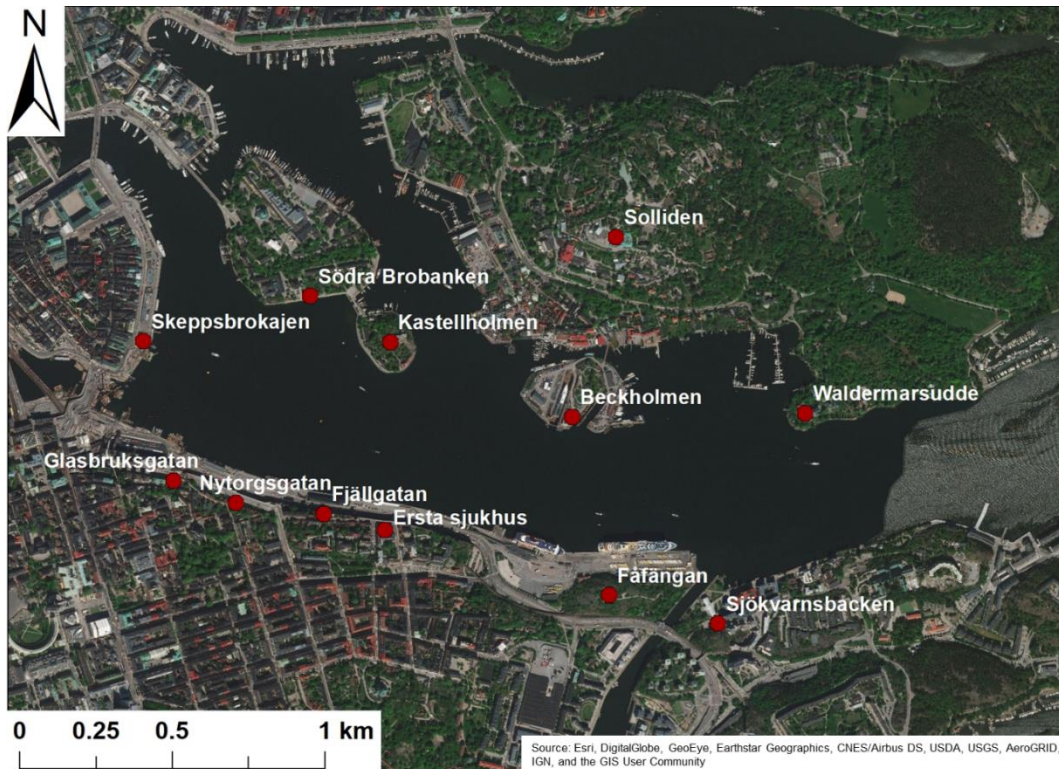 N
Solliden
Södra Brobanken
Skeppsbrokajen
Kastellholmen
Beckholmen
Waldermarsudde
Glasbruksgatan
Nytorgsgatan
Fjällgatan
Ersta sjukhus
Fåfängan
Sjökvarnsbacken
0 0.25 0.5 1 km
Source: Esri, DigitalGlobe, GeoEye, Earthstar Geographics, CNES/Airbus DS, USDA, USGS, AeroGRID,
IGN, and the GIS User Community